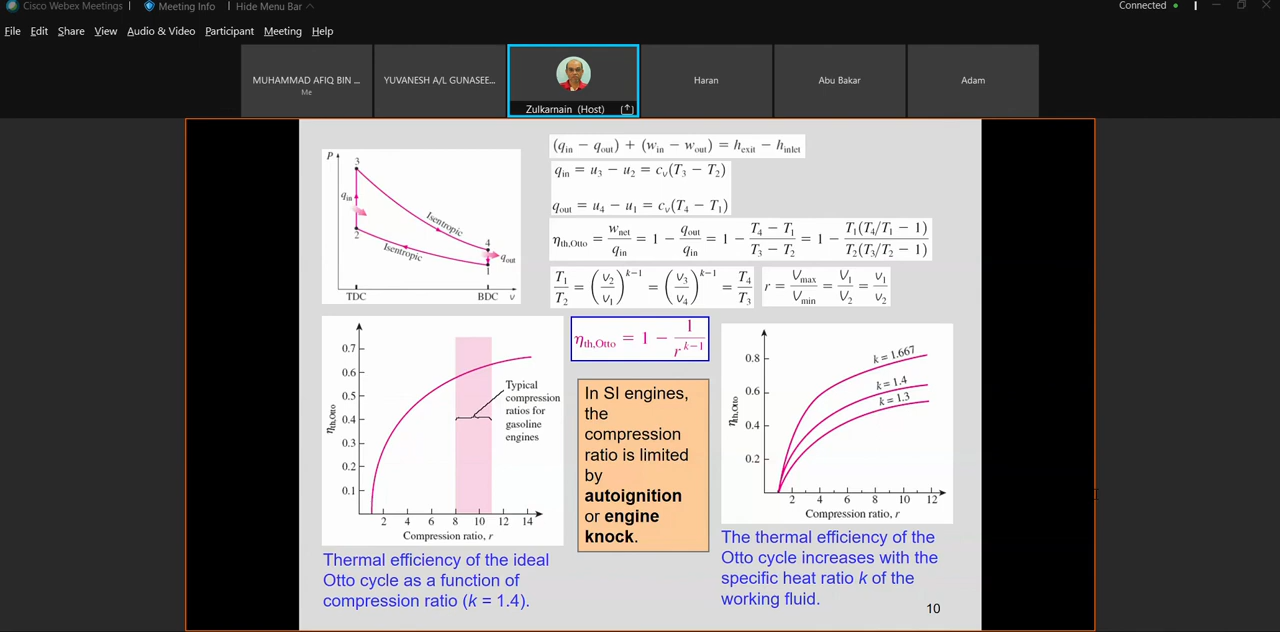 Cisco Webex Meetings | Meeting Info | Hide Menu Bar
Connected
File Edit Share View Audio & Video Participant Meeting Help
MUHAMMAD AFIQ BIN ...
Me
YUVANESH A/L GUNASEE...
Zulkarnain (Host)
Haran
Abu Bakar
Adam
P
3
q_in
2
Isentropic
Isentropic
4
q_out
1
TDC
BDC
v
(q_in − q_out) + (w_in − w_out) = h_exit − h_inlet
q_in = u_3 − u_2 = c_v(T_3 − T_2)
q_out = u_4 − u_1 = c_v(T_4 − T_1)
η_th,Otto = w_net/q_in = 1 − q_out/q_in = 1 − (T_4 − T_1)/(T_3 − T_2) = 1 − T_1(T_4/T_1 − 1)/T_2(T_3/T_2 − 1)
T_1/T_2 = (v_2/v_1)^(k−1) = (v_3/v_4)^(k−1) = T_4/T_3
r = V_max/V_min = V_1/V_2 = v_1/v_2
η_th,Otto = 1 − 1/r^(k−1)
η_th,Otto
0.7
0.6
0.5
0.4
0.3
0.2
0.1
Typical
compression
ratios for
gasoline
engines
2 4 6 8 10 12 14
Compression ratio, r
Thermal efficiency of the ideal
Otto cycle as a function of
compression ratio (k = 1.4).
In SI engines,
the
compression
ratio is limited
by
autoignition
or engine
knock.
η_th,Otto
0.8
0.6
0.4
0.2
k = 1.667
k = 1.4
k = 1.3
2 4 6 8 10 12
Compression ratio, r
The thermal efficiency of the
Otto cycle increases with the
specific heat ratio k of the
working fluid.
10